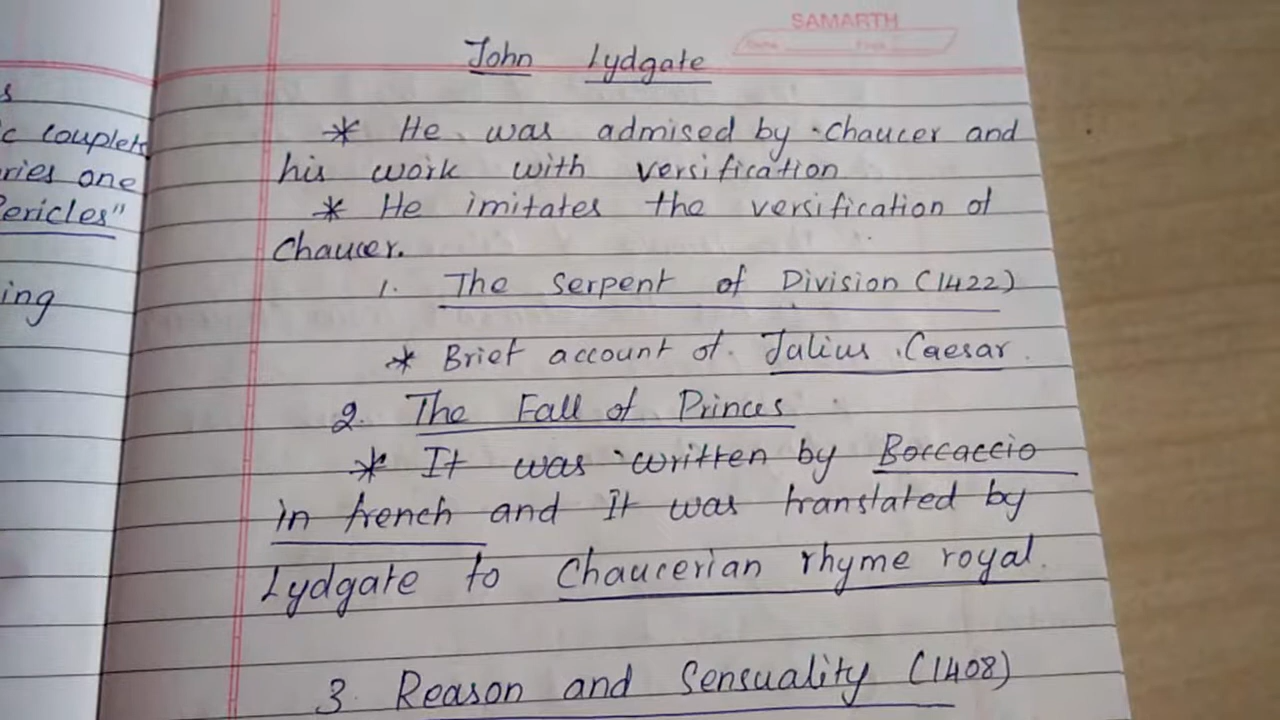 SAMARTH
John Lydgate
* He was admised by chaucer and
his work with versification
* He imitates the versification of
Chaucer.
1. The Serpent of Division (1422)
* Brief account of Julius Caesar.
2. The Fall of Princes
* It was written by Boccaccio
in french and It was translated by
Lydgate to Chaucerian rhyme royal.
3. Reason and Sensuality (1408)
s
c couplets
ries one
Pericles"
ing